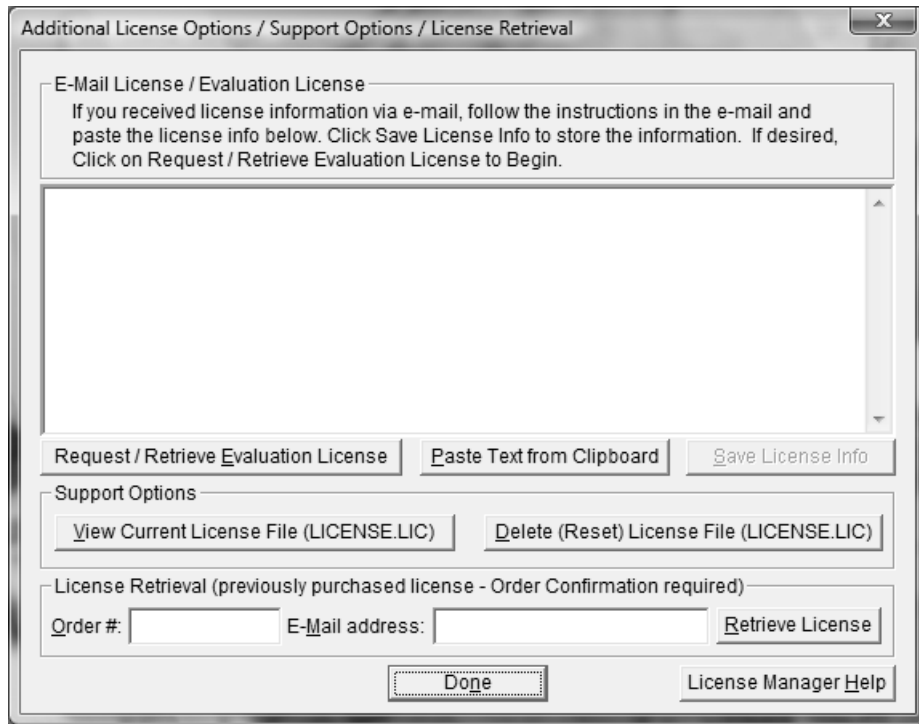 Additional License Options / Support Options / License Retrieval
X
E-Mail License / Evaluation License
If you received license information via e-mail, follow the instructions in the e-mail and
paste the license info below. Click Save License Info to store the information. If desired,
Click on Request / Retrieve Evaluation License to Begin.
Request / Retrieve Evaluation License Paste Text from Clipboard Save License Info
Support Options
View Current License File (LICENSE.LIC) Delete (Reset) License File (LICENSE.LIC)
License Retrieval (previously purchased license - Order Confirmation required)
Order #: E-Mail address: Retrieve License
Done License Manager Help